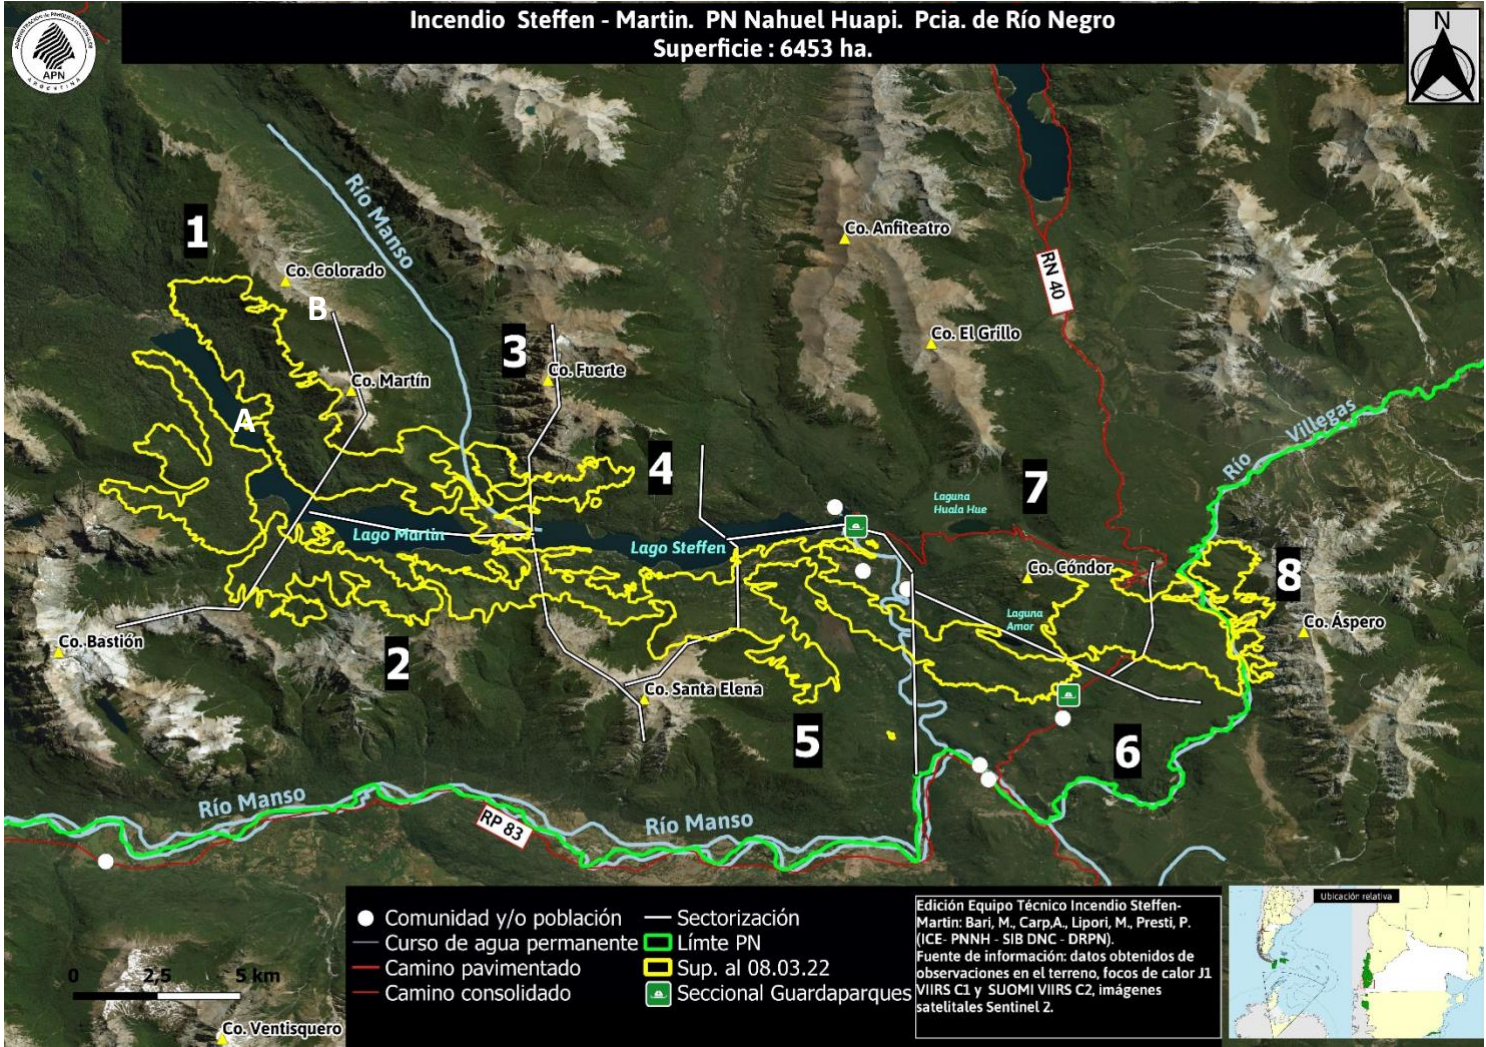 Incendio Steffen - Martin. PN Nahuel Huapi. Pcia. de Río Negro
Superficie : 6453 ha.
APN
ARGENTINA
N
Río Manso
1
Co. Anfiteatro
Co. Colorado
B
RN 40
3
Co. El Grillo
Co. Fuerte
Co. Martín
A
Villegas
Río
4
7
Laguna
Huala Hue
Lago Martin
Lago Steffen
Co. Cóndor
8
Laguna
Amor
Co. Áspero
Co. Bastión
2
Co. Santa Elena
5
6
Río Manso
RP 83
Río Manso
Comunidad y/o población
Curso de agua permanente
Camino pavimentado
Camino consolidado
Sectorización
Límte PN
Sup. al 08.03.22
Seccional Guardaparques
Edición Equipo Técnico Incendio Steffen-
Martin: Bari, M., Carp,A., Lipori, M., Presti, P.
(ICE- PNNH - SIB DNC - DRPN).
Fuente de información: datos obtenidos de
observaciones en el terreno, focos de calor J1
VIIRS C1 y SUOMI VIIRS C2, imágenes
satelitales Sentinel 2.
Ubicación relativa
0 2,5 5 km
Co. Ventisquero